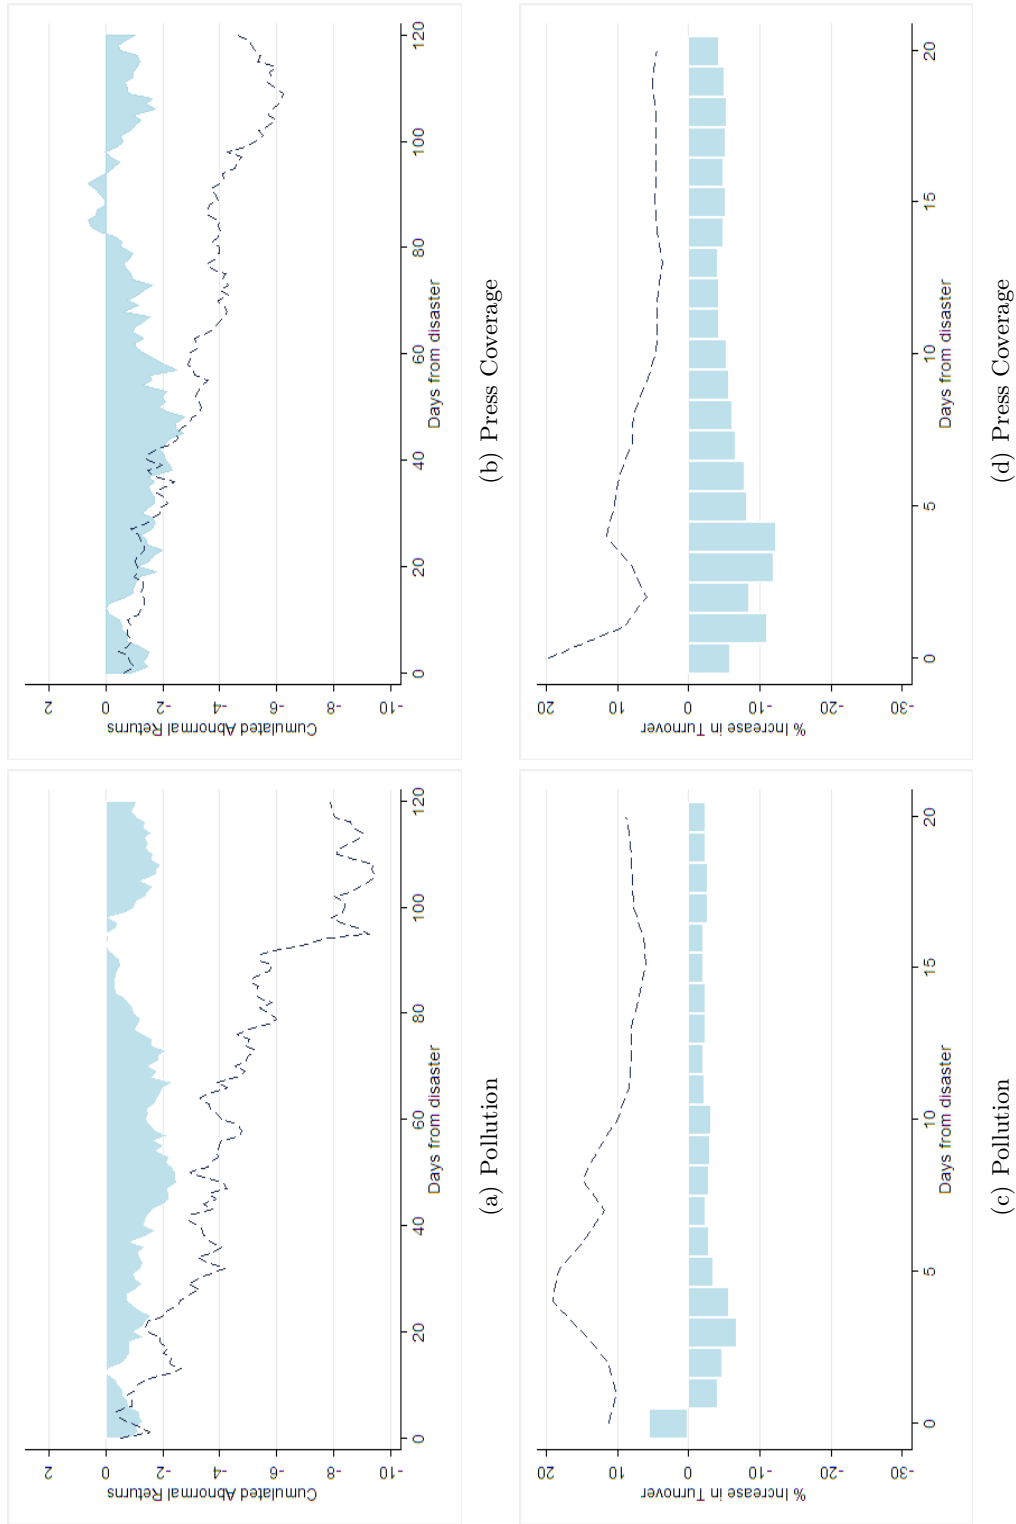 Cumulated Abnormal Returns
2
0
-2
-4
-6
-8
-10
0 20 40 60 80 100 120
Days from disaster
(a) Pollution
Cumulated Abnormal Returns
2
0
-2
-4
-6
-8
-10
0 20 40 60 80 100 120
Days from disaster
(b) Press Coverage
% Increase in Turnover
20
10
0
-10
-20
-30
0 5 10 15 20
Days from disaster
(c) Pollution
% Increase in Turnover
20
10
0
-10
-20
-30
0 5 10 15 20
Days from disaster
(d) Press Coverage